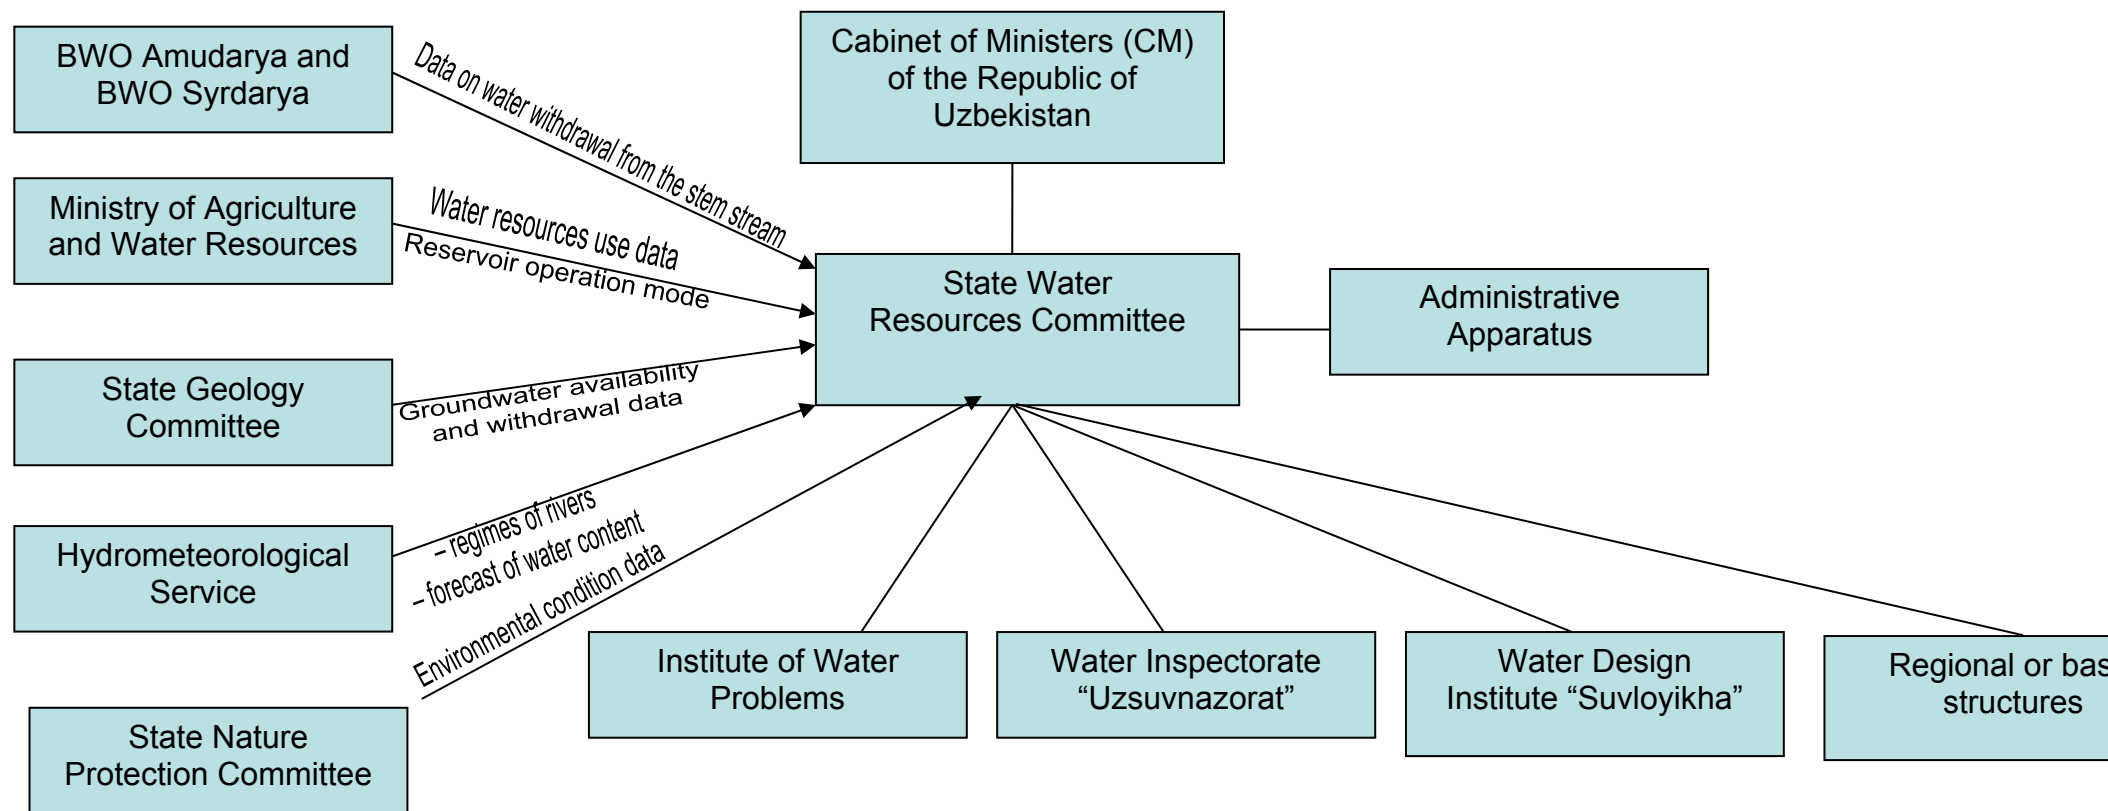 BWO Amudarya and
BWO Syrdarya
Data on water withdrawal from the stem stream
Cabinet of Ministers (CM)
of the Republic of
Uzbekistan
Ministry of Agriculture
and Water Resources
Water resources use data
Reservoir operation mode
State Water
Resources Committee
Administrative
Apparatus
State Geology
Committee
Groundwater availability
and withdrawal data
Hydrometeorological
Service
– regimes of rivers
– forecast of water content
Environmental condition data
State Nature
Protection Committee
Institute of Water
Problems
Water Inspectorate
“Uzsuvnazorat”
Water Design
Institute “Suvloyikha”
Regional or bas
structures